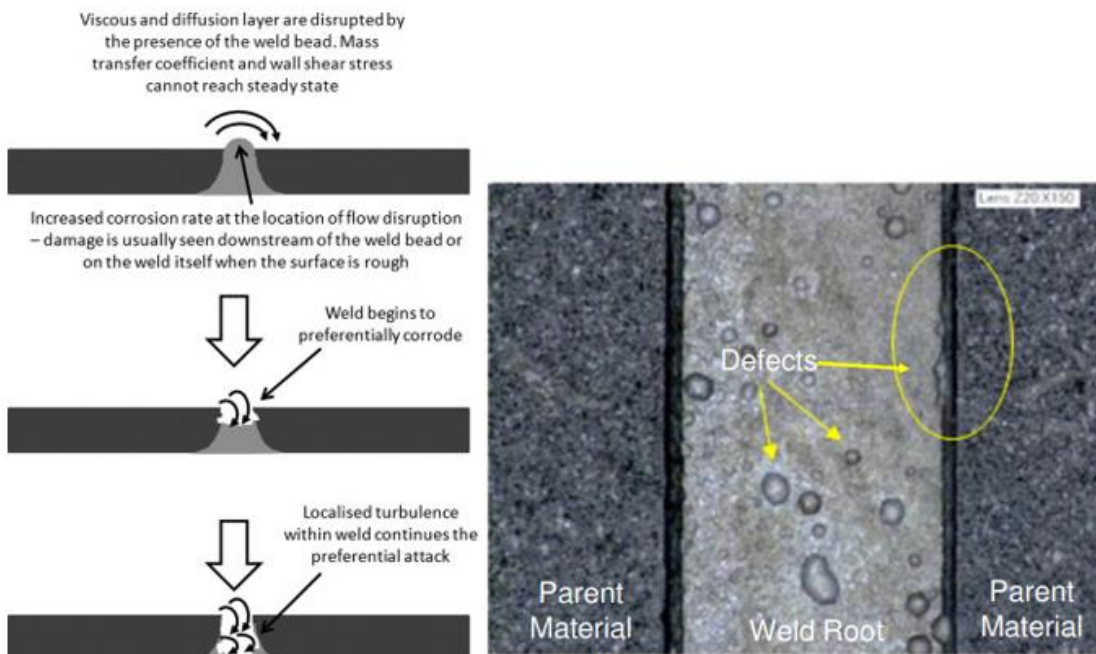 Viscous and diffusion layer are disrupted by
the presence of the weld bead. Mass
transfer coefficient and wall shear stress
cannot reach steady state
Increased corrosion rate at the location of flow disruption
– damage is usually seen downstream of the weld bead or
on the weld itself when the surface is rough
Weld begins to
preferentially corrode
Localised turbulence
within weld continues the
preferential attack
Lens Z20:X150
Defects
Parent
Material
Weld Root
Parent
Material